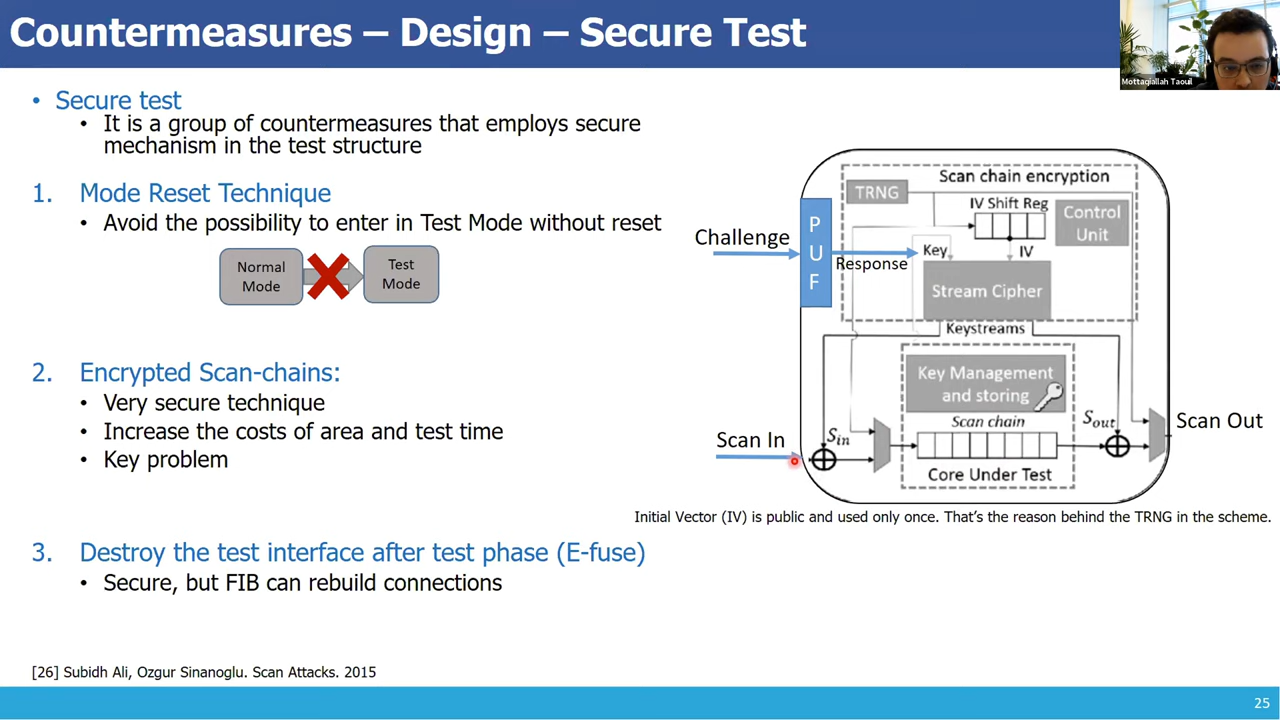 Countermeasures – Design – Secure Test
Mottaqiallah Taouil
• Secure test
• It is a group of countermeasures that employs secure
mechanism in the test structure
1. Mode Reset Technique
• Avoid the possibility to enter in Test Mode without reset
Normal
Mode
Test
Mode
2. Encrypted Scan-chains:
• Very secure technique
• Increase the costs of area and test time
• Key problem
3. Destroy the test interface after test phase (E-fuse)
• Secure, but FIB can rebuild connections
Scan chain encryption
TRNG
IV Shift Reg
Control
Unit
P
U
F
Challenge
Response
Key
IV
Stream Cipher
Keystreams
Key Management
and storing
Scan chain
Scan In
Sin
Sout
Scan Out
Core Under Test
Initial Vector (IV) is public and used only once. That's the reason behind the TRNG in the scheme.
[26] Subidh Ali, Ozgur Sinanoglu. Scan Attacks. 2015
25